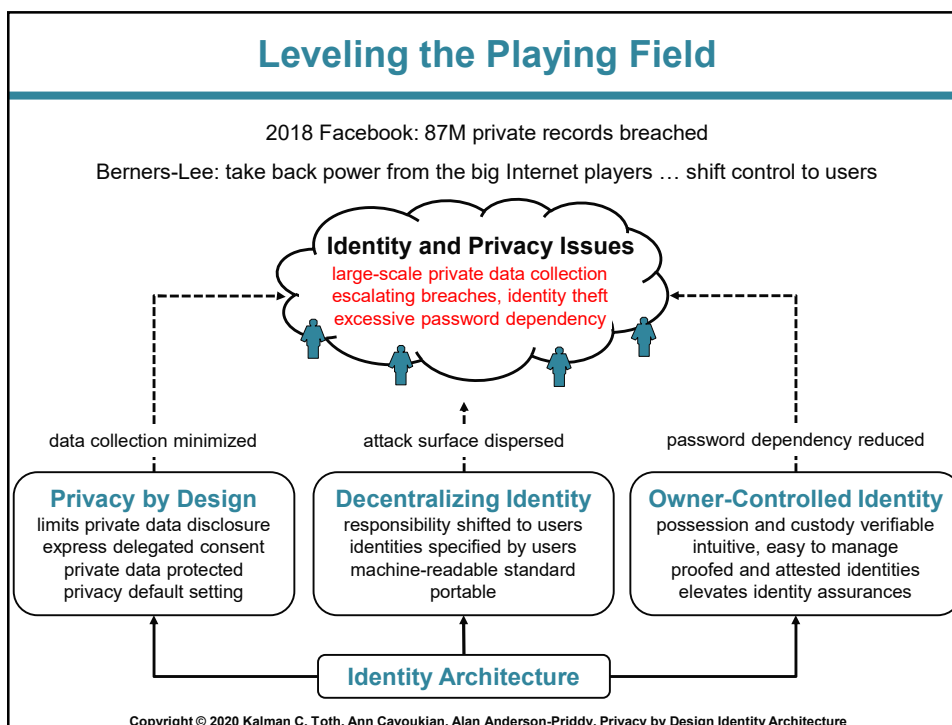 Leveling the Playing Field
2018 Facebook: 87M private records breached
Berners-Lee: take back power from the big Internet players … shift control to users
Identity and Privacy Issues
large-scale private data collection
escalating breaches, identity theft
excessive password dependency
data collection minimized
attack surface dispersed
password dependency reduced
Privacy by Design
limits private data disclosure
express delegated consent
private data protected
privacy default setting
Decentralizing Identity
responsibility shifted to users
identities specified by users
machine-readable standard
portable
Owner-Controlled Identity
possession and custody verifiable
intuitive, easy to manage
proofed and attested identities
elevates identity assurances
Identity Architecture
Copyright © 2020 Kalman C. Toth, Ann Cavoukian, Alan Anderson-Priddy, Privacy by Design Identity Architecture